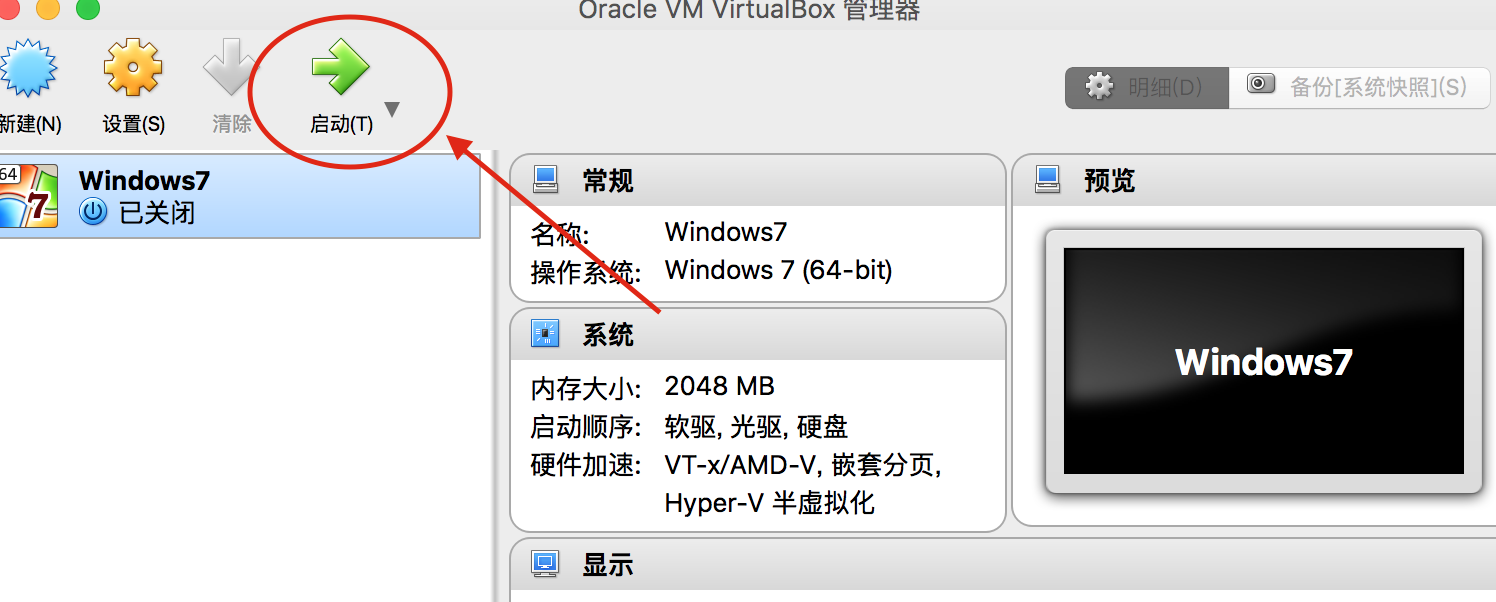 Oracle VM VirtualBox 管理器
新建(N) 设置(S) 清除 启动(T)
明细(D) 备份[系统快照](S)
64
7
Windows7
已关闭
常规
名称: Windows7
操作系统: Windows 7 (64-bit)
系统
内存大小: 2048 MB
启动顺序: 软驱, 光驱, 硬盘
硬件加速: VT-x/AMD-V, 嵌套分页,
Hyper-V 半虚拟化
显示
预览
Windows7